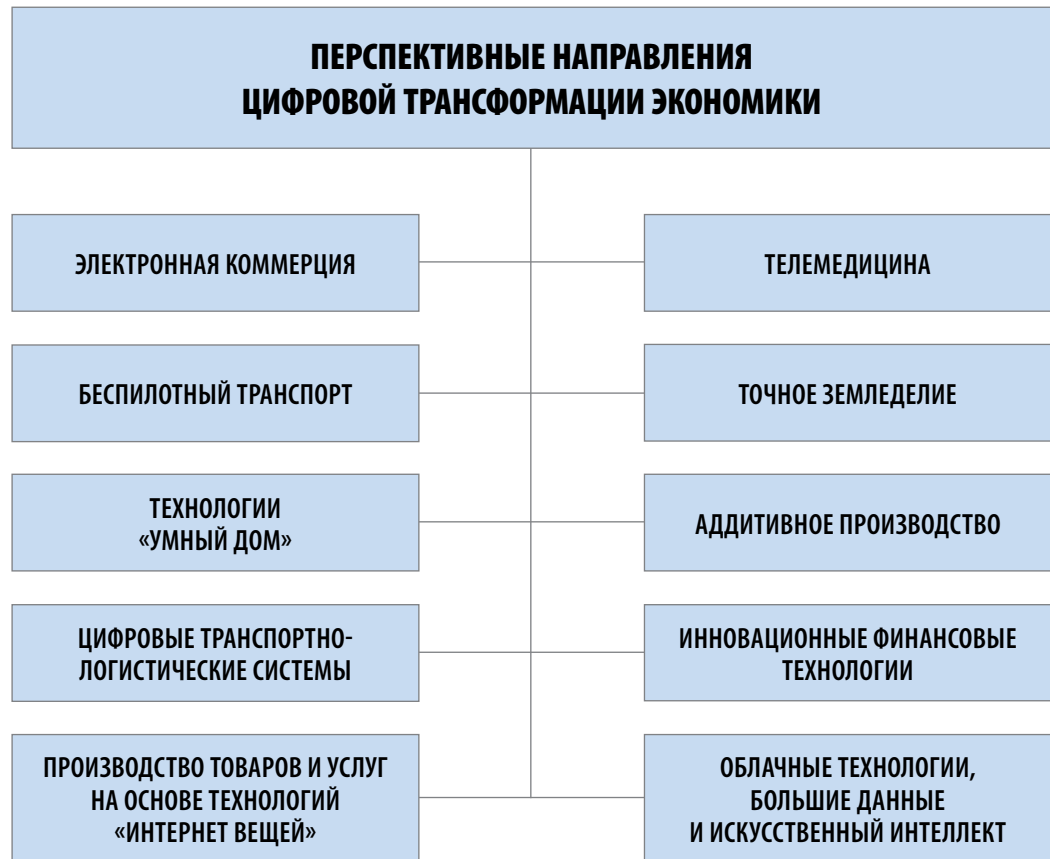 ПЕРСПЕКТИВНЫЕ НАПРАВЛЕНИЯ
ЦИФРОВОЙ ТРАНСФОРМАЦИИ ЭКОНОМИКИ
ЭЛЕКТРОННАЯ КОММЕРЦИЯ
ТЕЛЕМЕДИЦИНА
БЕСПИЛОТНЫЙ ТРАНСПОРТ
ТОЧНОЕ ЗЕМЛЕДЕЛИЕ
ТЕХНОЛОГИИ
«УМНЫЙ ДОМ»
АДДИТИВНОЕ ПРОИЗВОДСТВО
ЦИФРОВЫЕ ТРАНСПОРТНО-
ЛОГИСТИЧЕСКИЕ СИСТЕМЫ
ИННОВАЦИОННЫЕ ФИНАНСОВЫЕ
ТЕХНОЛОГИИ
ПРОИЗВОДСТВО ТОВАРОВ И УСЛУГ
НА ОСНОВЕ ТЕХНОЛОГИЙ
«ИНТЕРНЕТ ВЕЩЕЙ»
ОБЛАЧНЫЕ ТЕХНОЛОГИИ,
БОЛЬШИЕ ДАННЫЕ
И ИСКУССТВЕННЫЙ ИНТЕЛЛЕКТ